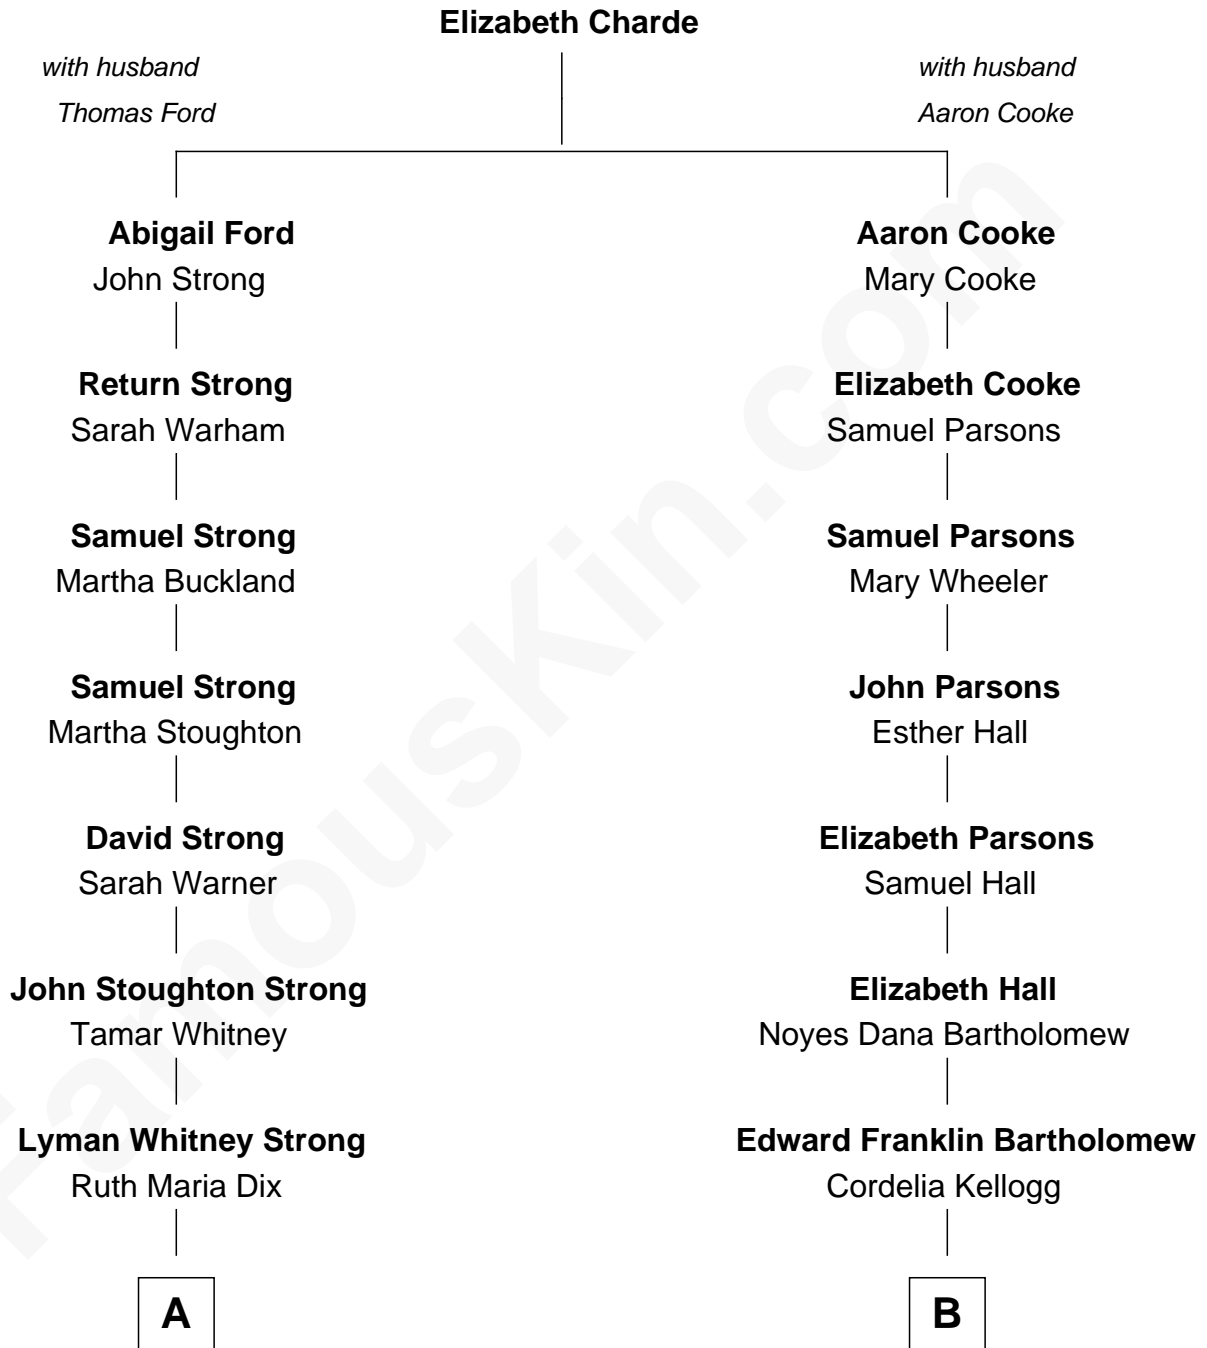 Elizabeth Charde
with husband
Thomas Ford
with husband
Aaron Cooke
Abigail Ford
John Strong
Aaron Cooke
Mary Cooke
Return Strong
Sarah Warham
Elizabeth Cooke
Samuel Parsons
Samuel Strong
Martha Buckland
Samuel Parsons
Mary Wheeler
Samuel Strong
Martha Stoughton
John Parsons
Esther Hall
David Strong
Sarah Warner
Elizabeth Parsons
Samuel Hall
John Stoughton Strong
Tamar Whitney
Elizabeth Hall
Noyes Dana Bartholomew
Lyman Whitney Strong
Ruth Maria Dix
Edward Franklin Bartholomew
Cordelia Kellogg
A
B
FamousKin.com